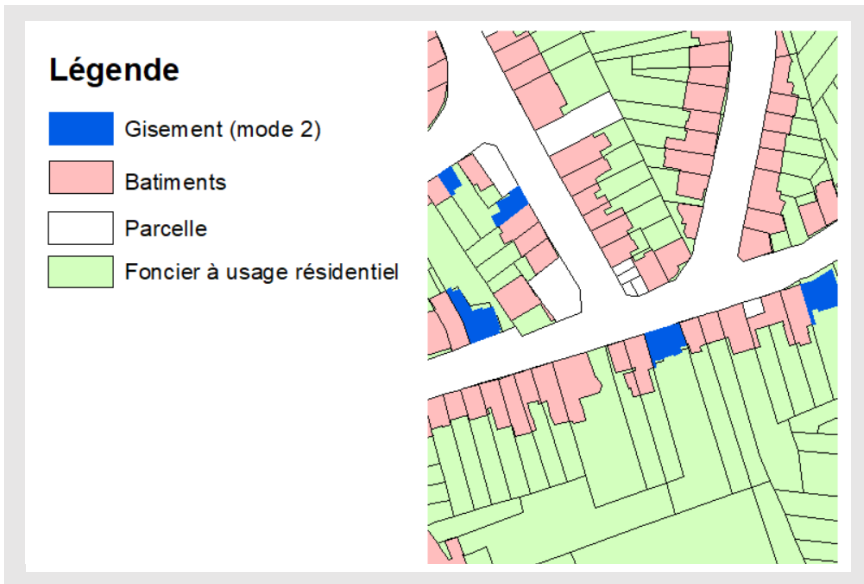 Légende
Gisement (mode 2)
Batiments
Parcelle
Foncier à usage résidentiel